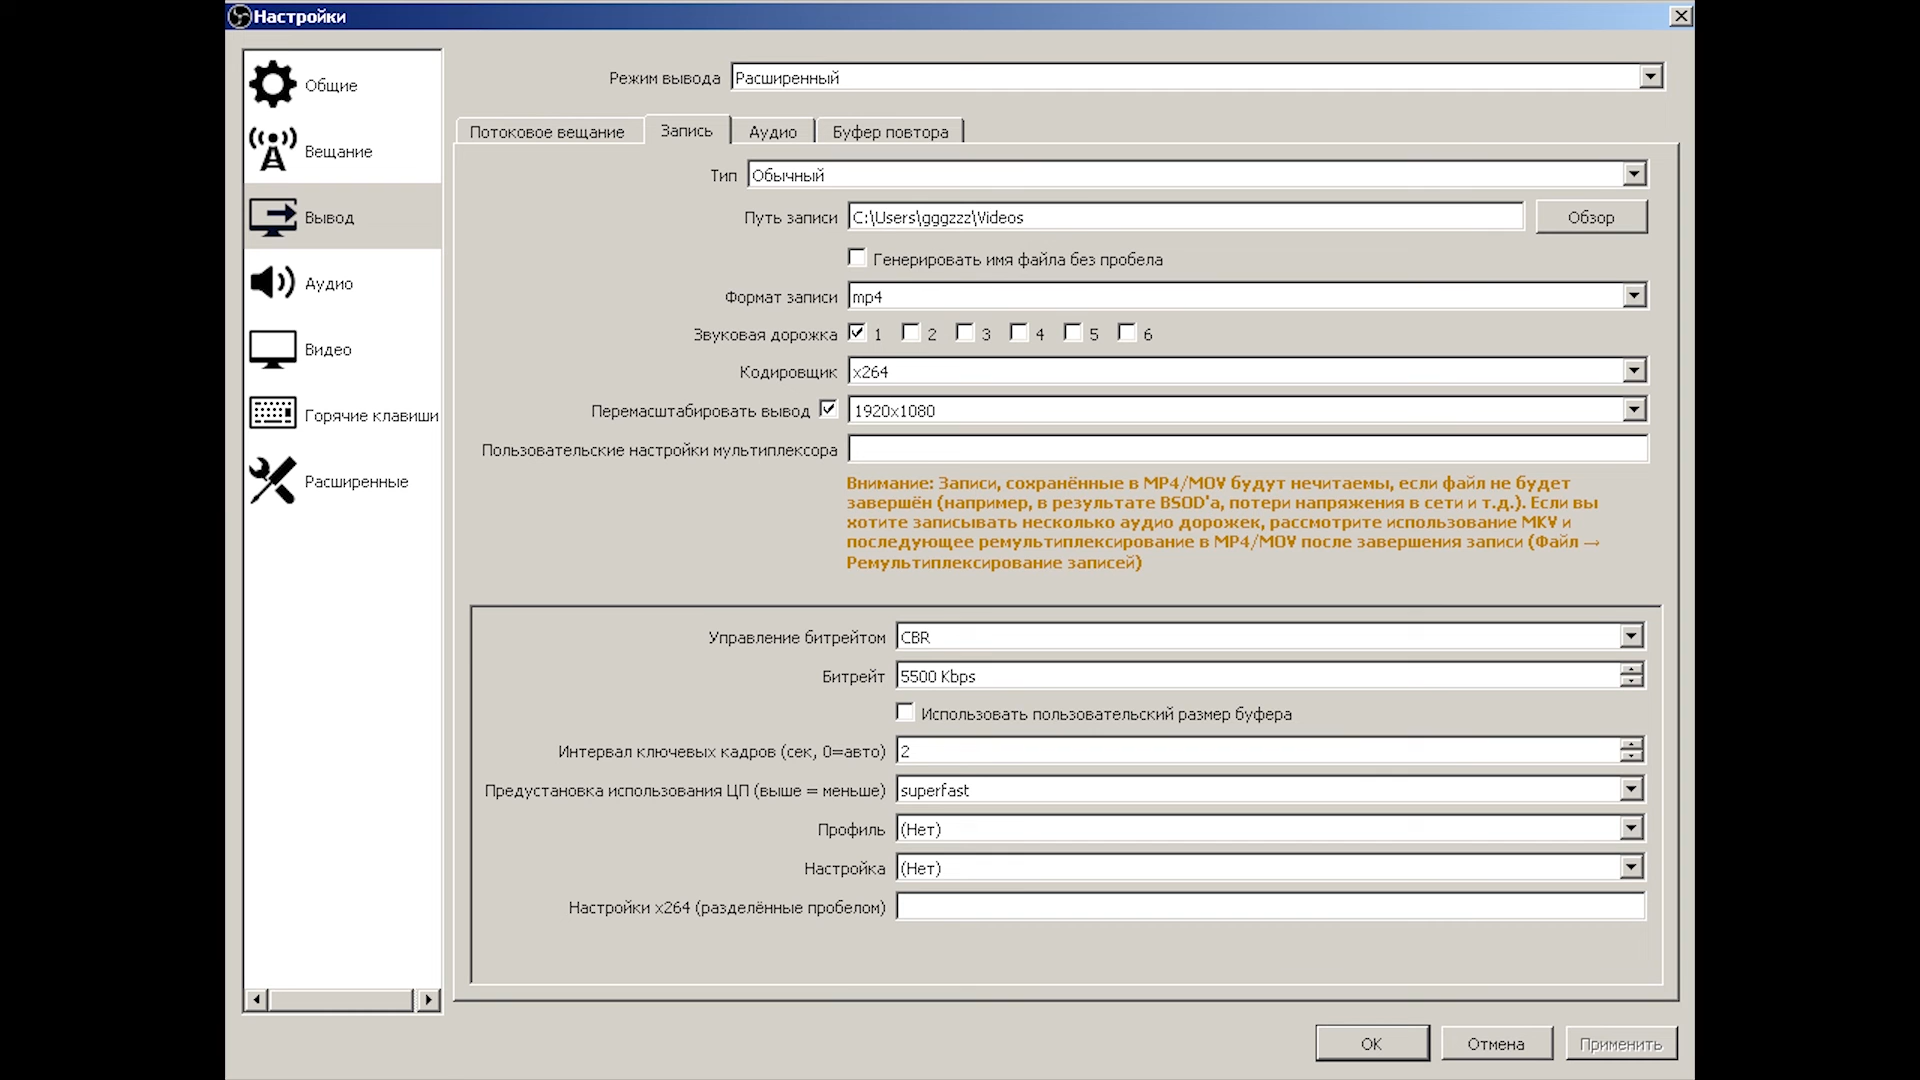 Настройки
Общие
Вещание
Вывод
Аудио
Видео
Горячие клавиши
Расширенные
Режим вывода Расширенный
Потоковое вещание Запись Аудио Буфер повтора
Тип Обычный
Путь записи C:\Users\gggzzz\Videos Обзор
Генерировать имя файла без пробела
Формат записи mp4
Звуковая дорожка 1 2 3 4 5 6
Кодировщик x264
Перемасштабировать вывод 1920x1080
Пользовательские настройки мультиплексора
Внимание: Записи, сохранённые в MP4/MOV будут нечитаемы, если файл не будет
завершён (например, в результате BSOD'а, потери напряжения в сети и т.д.). Если вы
хотите записывать несколько аудио дорожек, рассмотрите использование MKV и
последующее ремультиплексирование в MP4/MOV после завершения записи (Файл →
Ремультиплексирование записей)
Управление битрейтом CBR
Битрейт 5500 Kbps
Использовать пользовательский размер буфера
Интервал ключевых кадров (сек, 0=авто) 2
Предустановка использования ЦП (выше = меньше) superfast
Профиль (Нет)
Настройка (Нет)
Настройки x264 (разделённые пробелом)
OK Отмена Применить